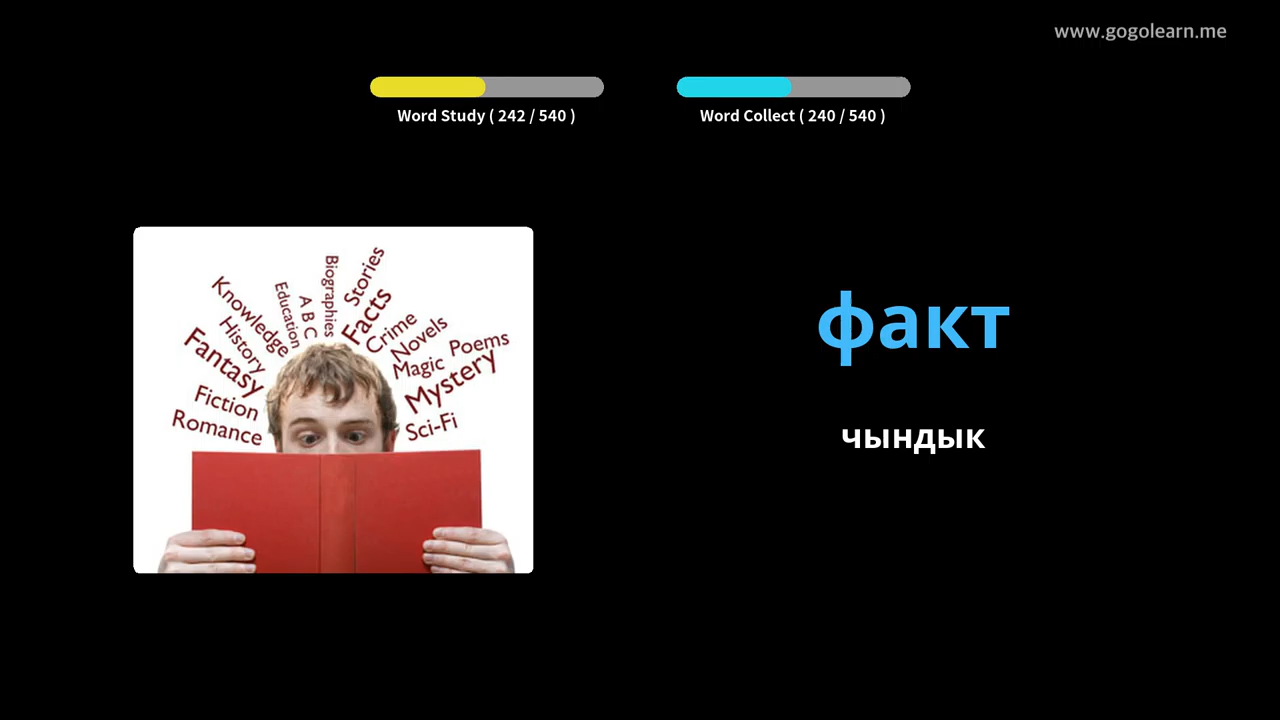 www.gogolearn.me
Word Study ( 242 / 540 )
Word Collect ( 240 / 540 )
Biographies
Stories
Facts
Education
A B C
Knowledge
Crime
History
Novels
Poems
Fantasy
Magic
Mystery
Fiction
Romance
Sci-Fi
факт
чындык